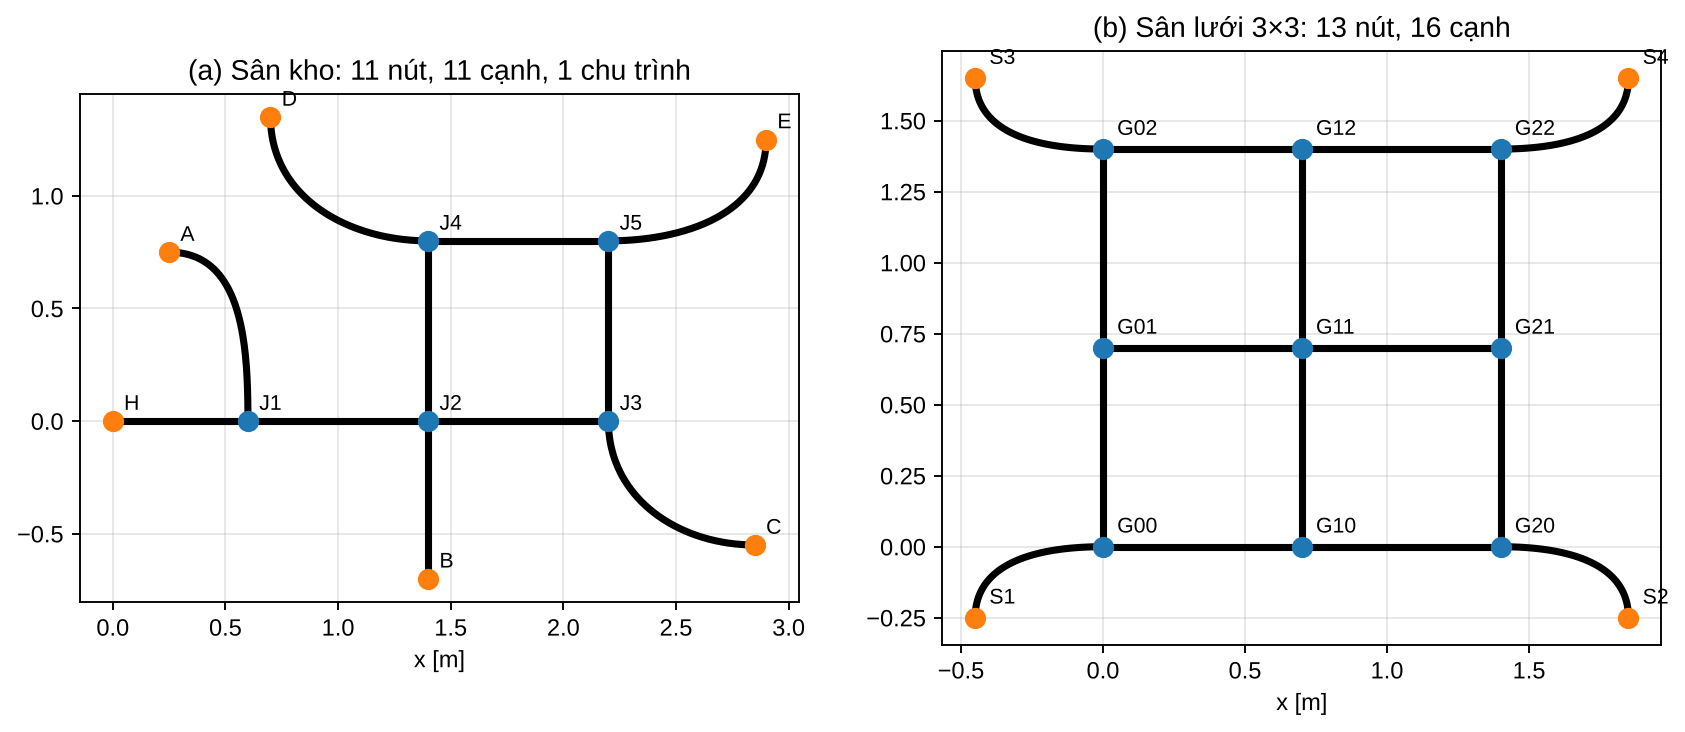 (a) Sân kho: 11 nút, 11 cạnh, 1 chu trình
D
E
A
J4
J5
H
J1
J2
J3
C
B
1.0
0.5
0.0
−0.5
0.0
0.5
1.0
1.5
2.0
2.5
3.0
x [m]
(b) Sân lưới 3×3: 13 nút, 16 cạnh
S3
S4
G02
G12
G22
G01
G11
G21
G00
G10
G20
S1
S2
1.50
1.25
1.00
0.75
0.50
0.25
0.00
−0.25
−0.5
0.0
0.5
1.0
1.5
x [m]